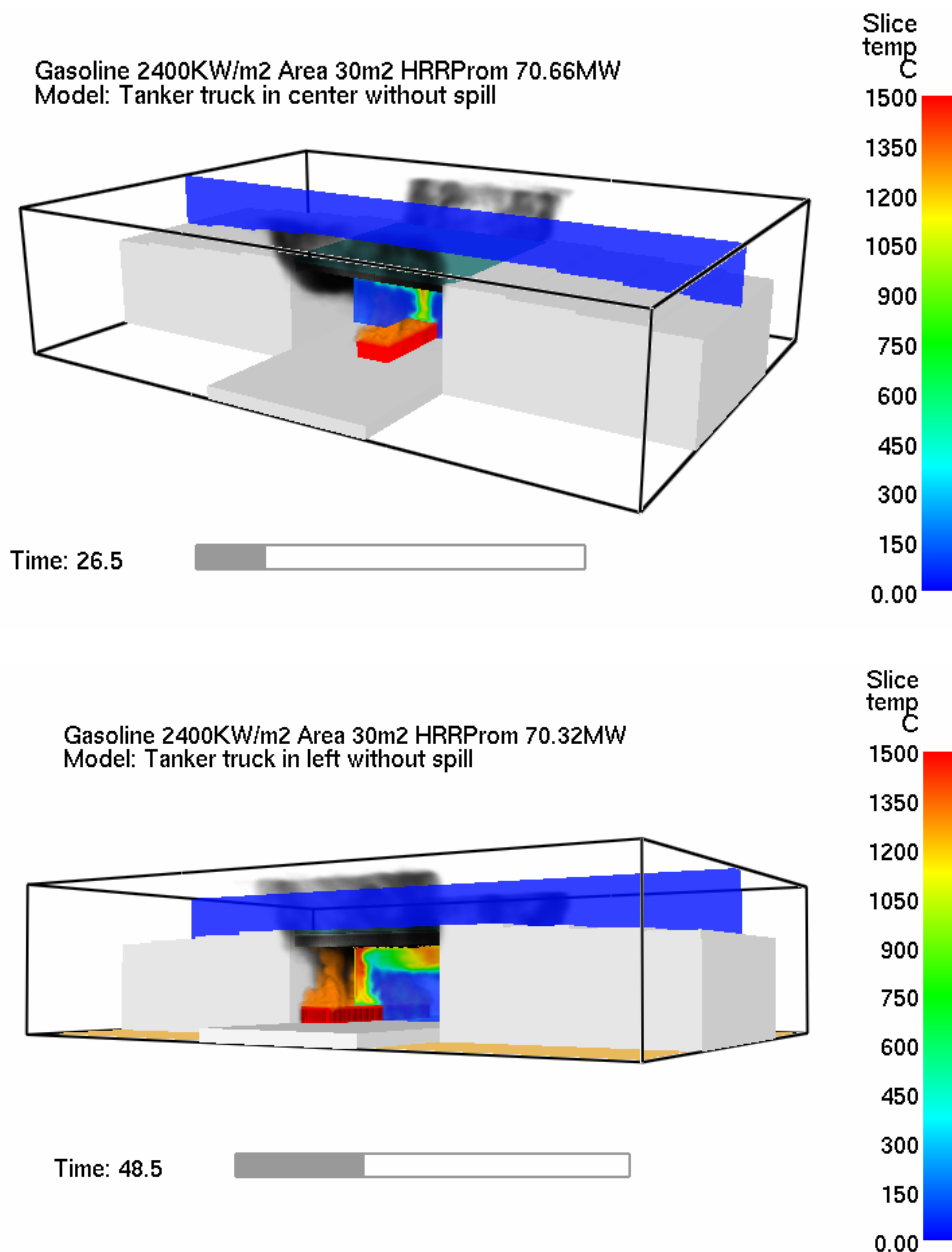 Slice
temp
C
Gasoline 2400KW/m2 Area 30m2 HRRProm 70.66MW
Model: Tanker truck in center without spill
1500
1350
1200
1050
900
750
600
450
300
150
0.00
Time: 26.5
Slice
temp
C
Gasoline 2400KW/m2 Area 30m2 HRRProm 70.32MW
Model: Tanker truck in left without spill
1500
1350
1200
1050
900
750
600
450
300
150
0.00
Time: 48.5